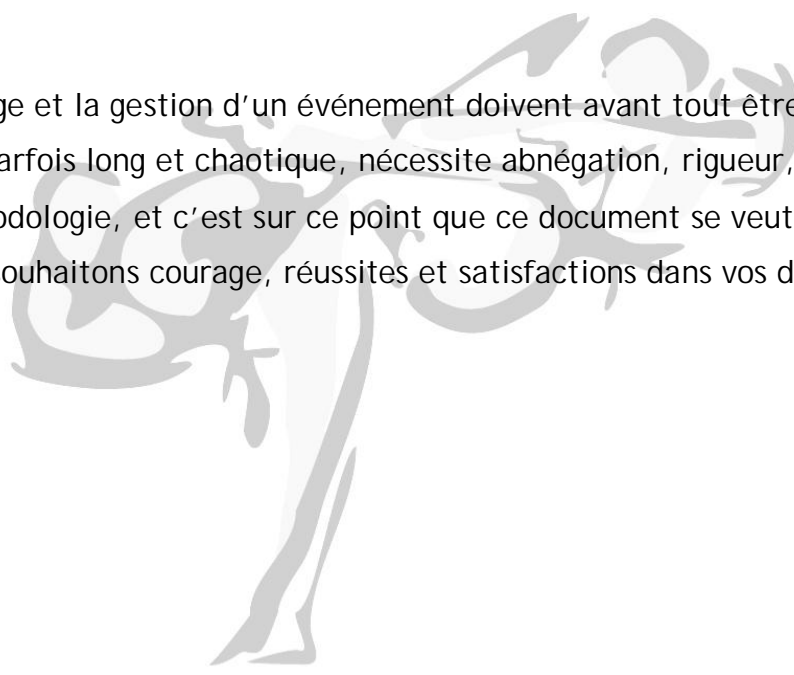 ge et la gestion d’un événement doivent avant tout être
arfois long et chaotique, nécessite abnégation, rigueur,
odologie, et c’est sur ce point que ce document se veut
ouhaitons courage, réussites et satisfactions dans vos d